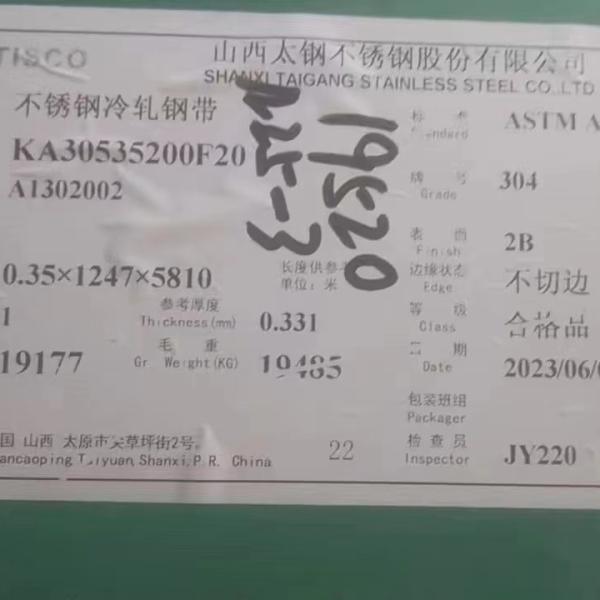 TISCO
山西太钢不锈钢股份有限公司
SHANXI TAIGANG STAINLESS STEEL CO.,LTD
不锈钢冷轧钢带
标 准 ASTM A
Standard
KA30535200F20
A1302002
牌 号 304
Grade
19520
表 面 2B
Finish
0.35×1247×5810
长度供参考
单位：米
边缘状态 不切边
Edge
1
参考厚度 0.331
Thickness(mm)
等 级 合格品
Class
19177
毛 重 19485
Gr. Weight(KG)
日 期 2023/06/0
Date
包装班组
Packager
国 山西 太原市尖草坪街2号。
ancaoping Taiyuan,Shanxi,P.R. China
22
检 查 员 JY220
Inspector